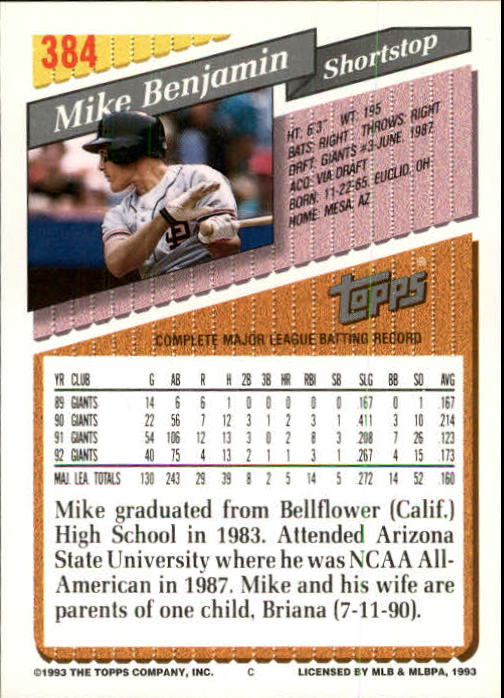 384
Mike Benjamin
Shortstop
HT: 6'3" WT: 195
BATS: RIGHT THROWS: RIGHT
DRFT: GIANTS #3-JUNE, 1987
ACQ: VIA DRAFT
BORN: 11-22-65, EUCLID, OH
HOME: MESA, AZ
Topps®
COMPLETE MAJOR LEAGUE BATTING RECORD
YR CLUB G AB R H 2B 3B HR RBI SB SLG BB SO AVG
89 GIANTS 14 6 6 1 0 0 0 0 0 .167 0 1 .167
90 GIANTS 22 56 7 12 3 1 2 3 1 .411 3 10 .214
91 GIANTS 54 106 12 13 3 0 2 8 3 .208 7 26 .123
92 GIANTS 40 75 4 13 2 1 1 3 1 .267 4 15 .173
MAJ. LEA. TOTALS 130 243 29 39 8 2 5 14 5 .272 14 52 .160
Mike graduated from Bellflower (Calif.)
High School in 1983. Attended Arizona
State University where he was NCAA All-
American in 1987. Mike and his wife are
parents of one child, Briana (7-11-90).
©1993 THE TOPPS COMPANY, INC. C LICENSED BY MLB & MLBPA, 1993